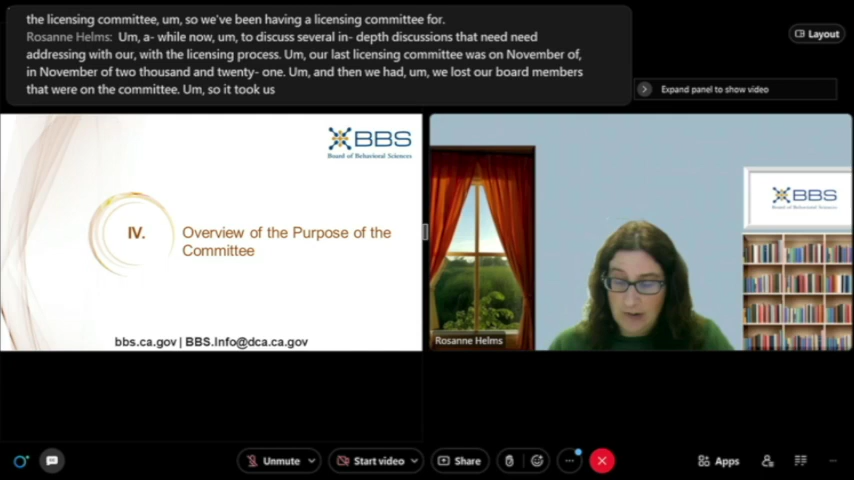 the licensing committee, um, so we've been having a licensing committee for.
Rosanne Helms: Um, a- while now, um, to discuss several in- depth discussions that need need
addressing with our, with the licensing process. Um, our last licensing committee was on November of,
in November of two thousand and twenty- one. Um, and then we had, um, we lost our board members
that were on the committee. Um, so it took us
Layout
Expand panel to show video
BBS
Board of Behavioral Sciences
IV.
Overview of the Purpose of the
Committee
bbs.ca.gov | BBS.Info@dca.ca.gov
BBS
Board of Behavioral Sciences
Rosanne Helms
Unmute
Start video
Share
Apps